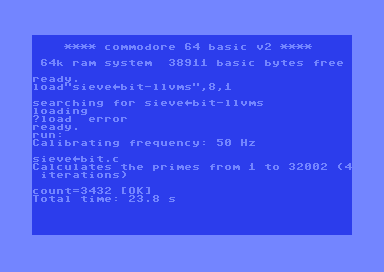 **** commodore 64 basic v2 ****
64k ram system  38911 basic bytes free
ready.
load"sieve←bit-llvms",8,1
searching for sieve←bit-llvms
loading
?load  error
ready.
run:
Calibrating frequency: 50 Hz
sieve←bit.c
Calculates the primes from 1 to 32002 (4
 iterations)
count=3432 [OK]
Total time: 23.8 s